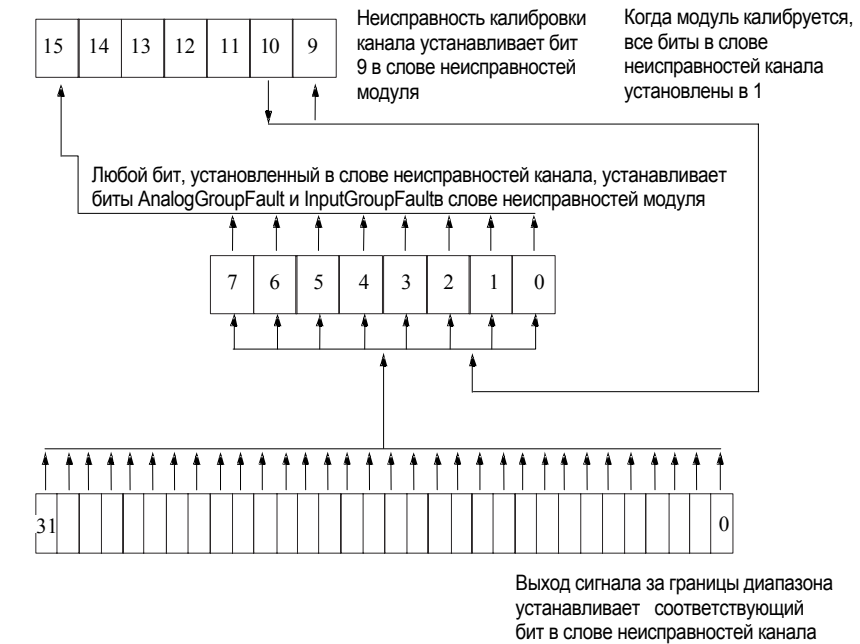 Неисправность калибровки
канала устанавливает бит
9 в слове неисправностей
модуля
Когда модуль калибруется,
все биты в слове
неисправностей канала
установлены в 1
15 14 13 12 11 10 9
Любой бит, установленный в слове неисправностей канала, устанавливает
биты AnalogGroupFault и InputGroupFaultв слове неисправностей модуля
7 6 5 4 3 2 1 0
31 0
Выход сигнала за границы диапазона
устанавливает соответствующий
бит в слове неисправностей канала